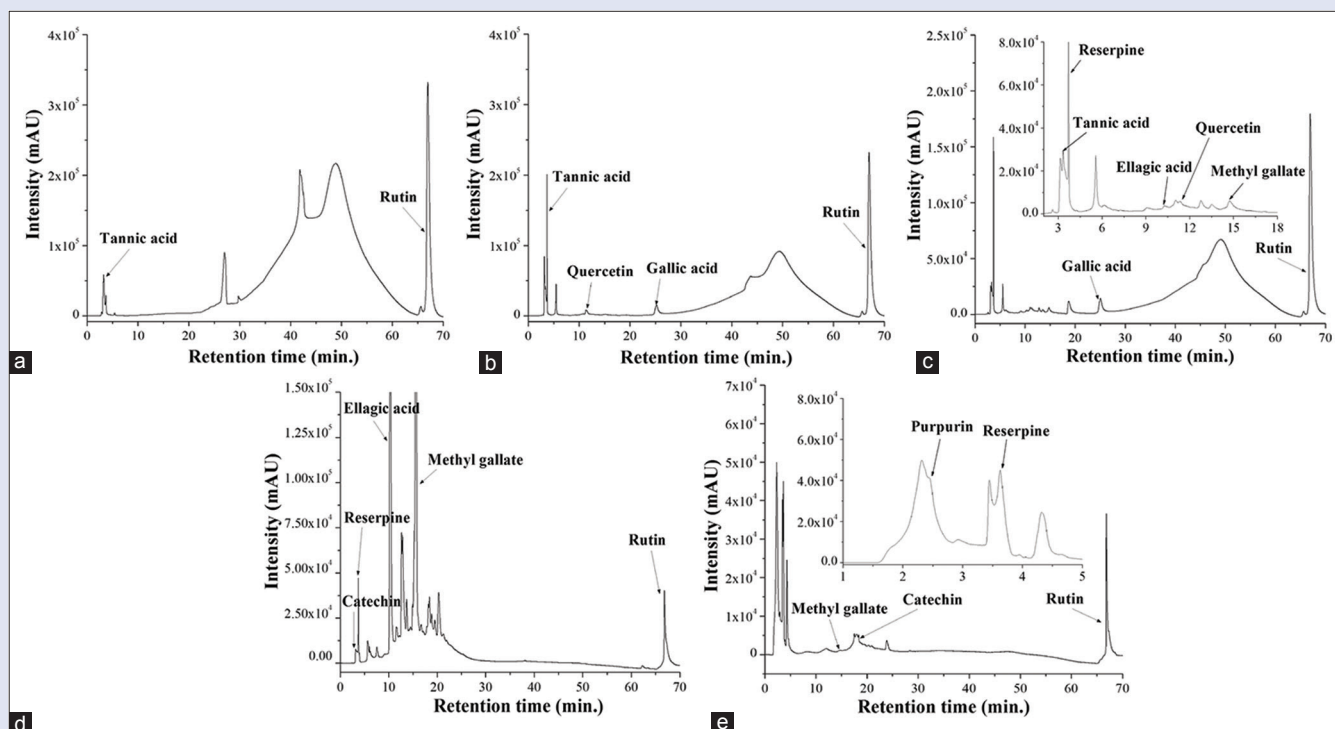 4x10⁵
3x10⁵
2x10⁵
1x10⁵
0
Intensity (mAU)
Tannic acid
Rutin
0 10 20 30 40 50 60 70
Retention time (min.)
a
4x10⁵
3x10⁵
2x10⁵
1x10⁵
0
Intensity (mAU)
Tannic acid
Quercetin
Gallic acid
Rutin
0 10 20 30 40 50 60 70
Retention time (min.)
b
2.5x10⁵
2.0x10⁵
1.5x10⁵
1.0x10⁵
5.0x10⁴
0.0
Intensity (mAU)
8.0x10⁴
6.0x10⁴
4.0x10⁴
2.0x10⁴
0.0
Reserpine
Tannic acid
Quercetin
Ellagic acid
Methyl gallate
3 6 9 12 15 18
Gallic acid
Rutin
0 10 20 30 40 50 60 70
Retention time (min.)
c
1.50x10⁵
1.25x10⁵
1.00x10⁵
7.50x10⁴
5.00x10⁴
2.50x10⁴
0.00
Intensity (mAU)
Ellagic acid
Methyl gallate
Reserpine
Catechin
Rutin
0 10 20 30 40 50 60 70
Retention time (min.)
d
7x10⁴
6x10⁴
5x10⁴
4x10⁴
3x10⁴
2x10⁴
1x10⁴
0
Intensity (mAU)
8.0x10⁴
6.0x10⁴
4.0x10⁴
2.0x10⁴
0.0
Purpurin
Reserpine
1 2 3 4 5
Methyl gallate
Catechin
Rutin
0 10 20 30 40 50 60 70
Retention time (min.)
e